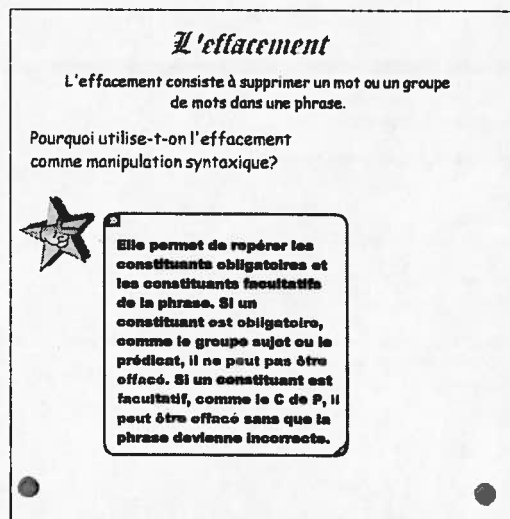 L'effacement
L'effacement consiste à supprimer un mot ou un groupe
de mots dans une phrase.
Pourquoi utilise-t-on l'effacement
comme manipulation syntaxique?
Elle permet de repérer les
constituants obligatoires et
les constituants facultatifs
de la phrase. Si un
constituant est obligatoire,
comme le groupe sujet ou le
prédicat, il ne peut pas être
effacé. Si un constituant est
facultatif, comme le C de P, il
peut être effacé sans que la
phrase devienne incorrecte.